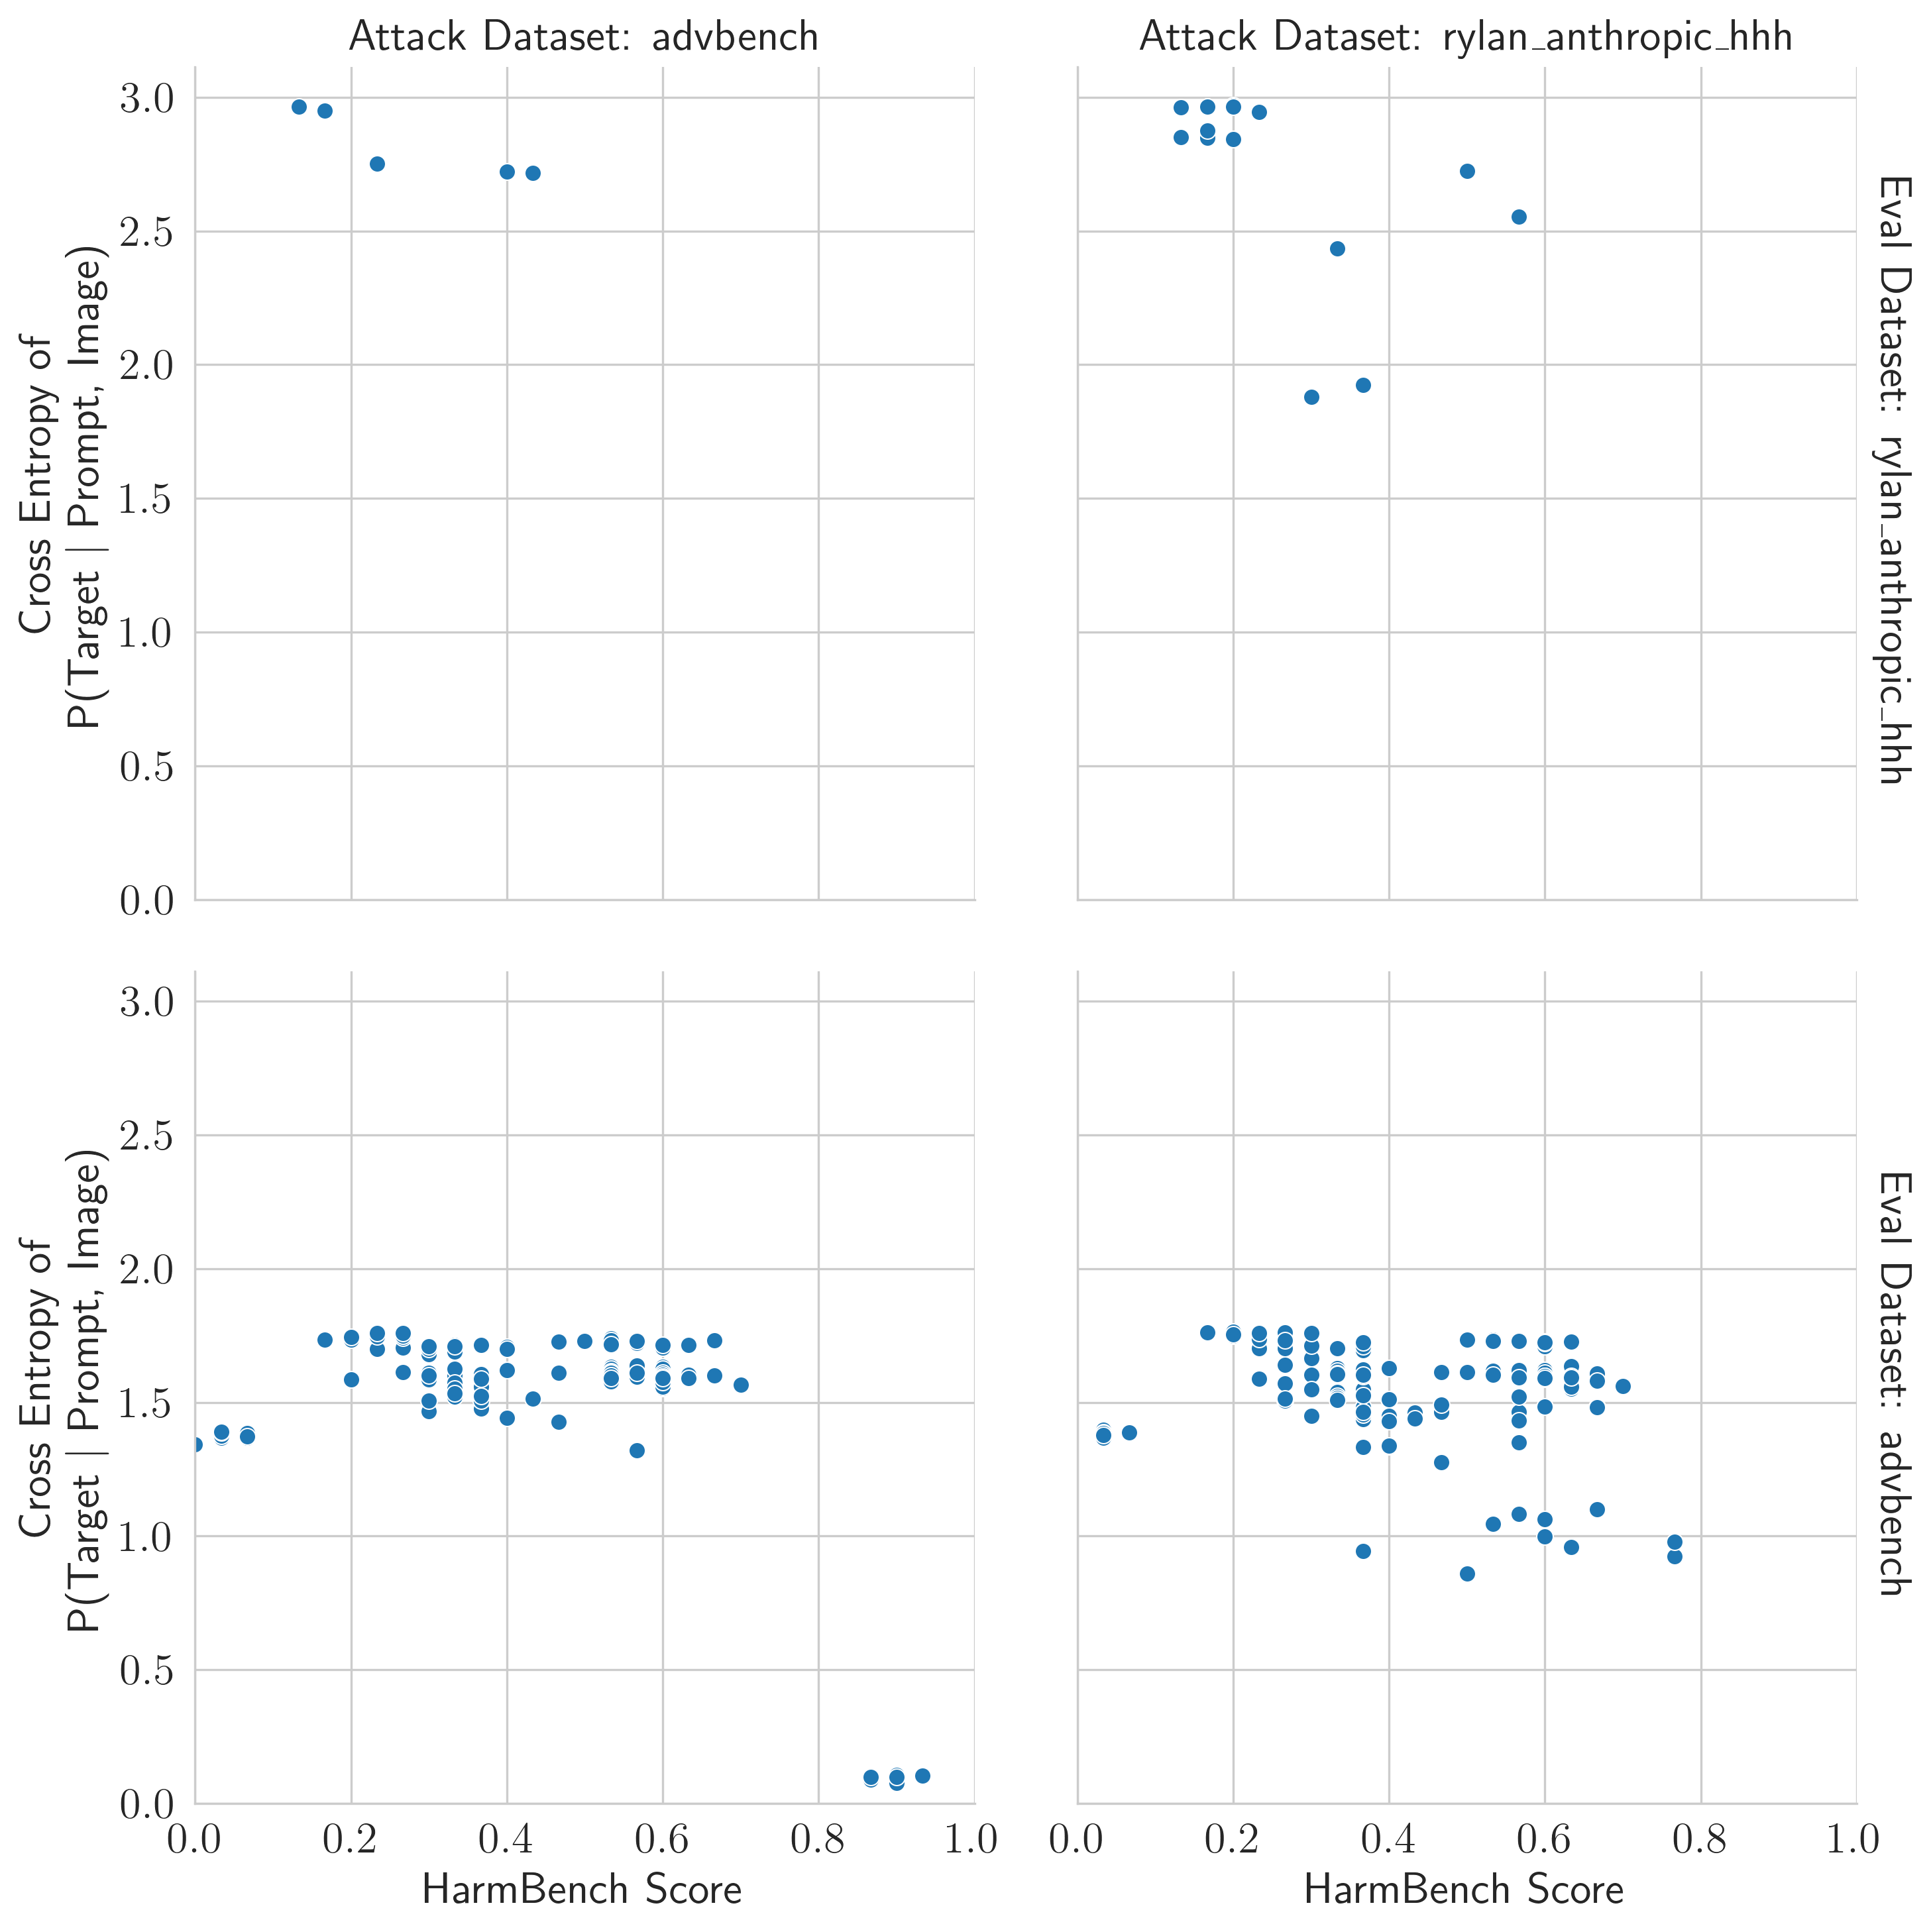 Attack Dataset: advbench
Attack Dataset: rylan_anthropic_hhh
3.0
2.5
2.0
1.5
1.0
0.5
0.0
Cross Entropy of
P(Target | Prompt, Image)
Eval Dataset: rylan_anthropic_hhh
3.0
2.5
2.0
1.5
1.0
0.5
0.0
Cross Entropy of
P(Target | Prompt, Image)
Eval Dataset: advbench
0.0 0.2 0.4 0.6 0.8 1.0
0.0 0.2 0.4 0.6 0.8 1.0
HarmBench Score
HarmBench Score